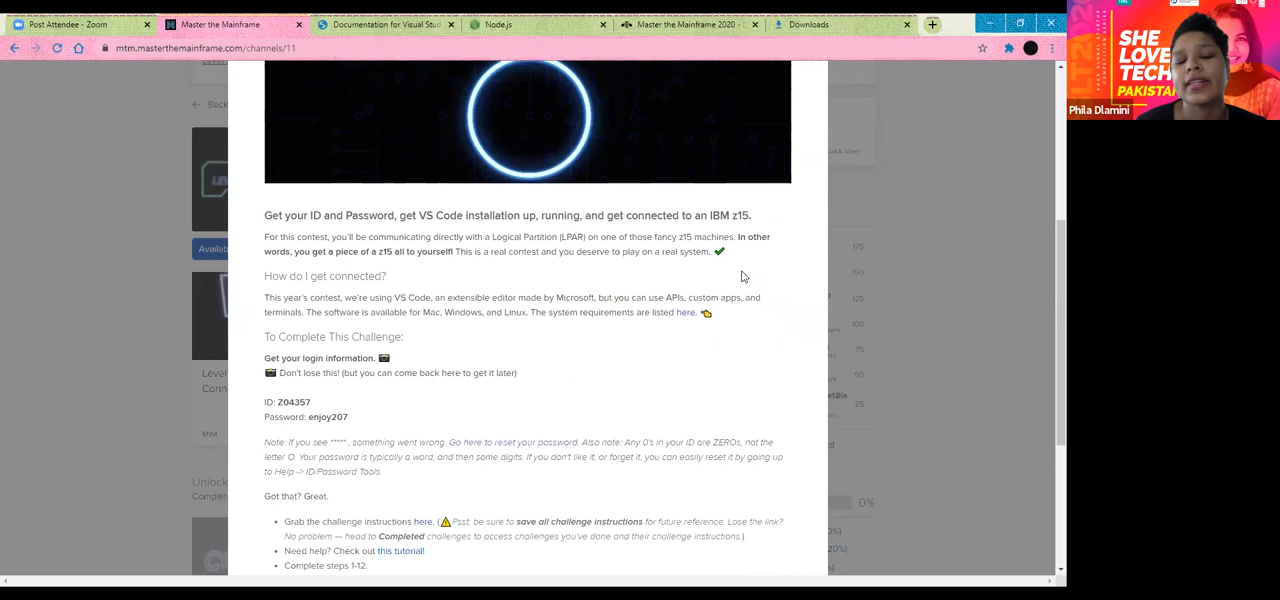 Post Attendee - Zoom
Master the Mainframe
Documentation for Visual Stud
Node.js
Master the Mainframe 2020 -
Downloads
mtm.masterthemainframe.com/channels/11
SHE
LOVE
TECH
PAKISTAN
Phila Dlamini
Back
Availab
Get your ID and Password, get VS Code installation up, running, and get connected to an IBM z15.
For this contest, you'll be communicating directly with a Logical Partition (LPAR) on one of those fancy z15 machines. In other
words, you get a piece of a z15 all to yourself! This is a real contest and you deserve to play on a real system. ✔
How do I get connected?
This year's contest, we're using VS Code, an extensible editor made by Microsoft, but you can use APIs, custom apps, and
terminals. The software is available for Mac, Windows, and Linux. The system requirements are listed here.
To Complete This Challenge:
Get your login information.
Don't lose this! (but you can come back here to get it later)
ID: Z04357
Password: enjoy207
Note: If you see ***** , something went wrong. Go here to reset your password. Also note: Any 0's in your ID are ZEROs, not the
letter O. Your password is typically a word, and then some digits. If you don't like it, or forget it, you can easily reset it by going up
to Help -> ID/Password Tools.
Got that? Great.
• Grab the challenge instructions here. (⚠ Psst: be sure to save all challenge instructions for future reference. Lose the link?
No problem — head to Completed challenges to access challenges you've done and their challenge instructions.)
• Need help? Check out this tutorial!
• Complete steps 1-12.
Level
Conn
MtM
Unlock
Complet
175
150
125
100
75
50
25
0%
0%)
20%)
0%)